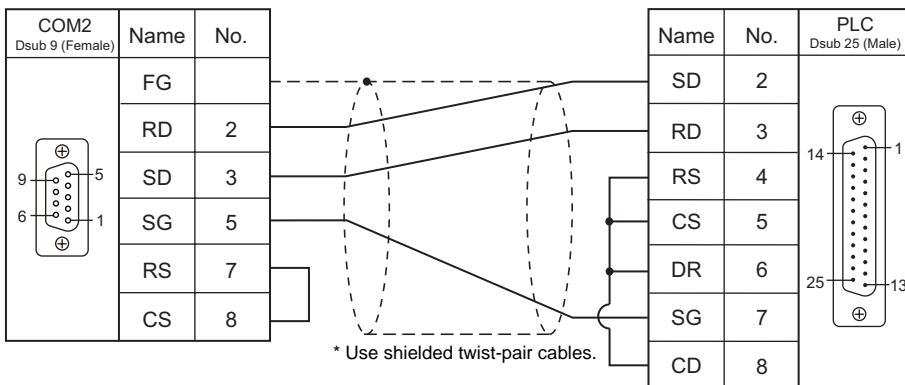 COM2
Dsub 9 (Female)
Name No.
FG
RD 2
SD 3
SG 5
RS 7
CS 8
9
5
6
1
* Use shielded twist-pair cables.
Name No.
SD 2
RD 3
RS 4
CS 5
DR 6
SG 7
CD 8
PLC
Dsub 25 (Male)
14
1
25
13